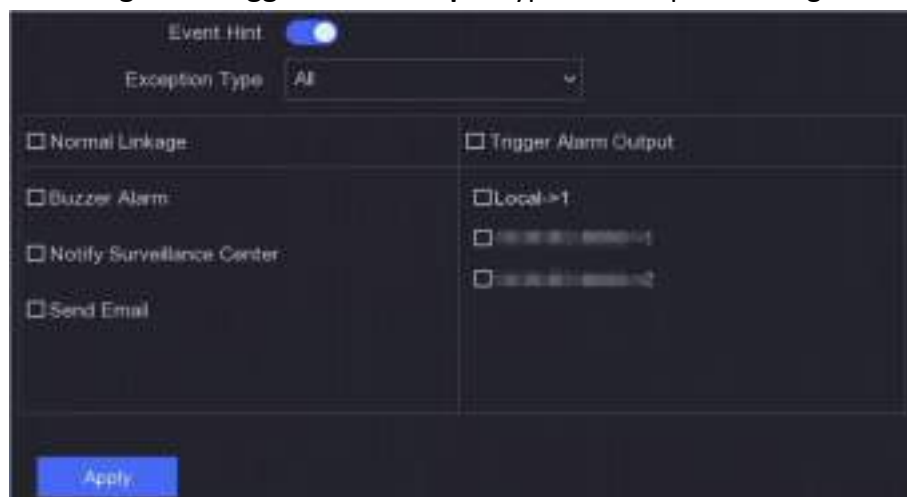 Event Hint
Exception Type All
Normal Linkage
Trigger Alarm Output
Buzzer Alarm
Local->1
Notify Surveillance Center
Send Email
Apply